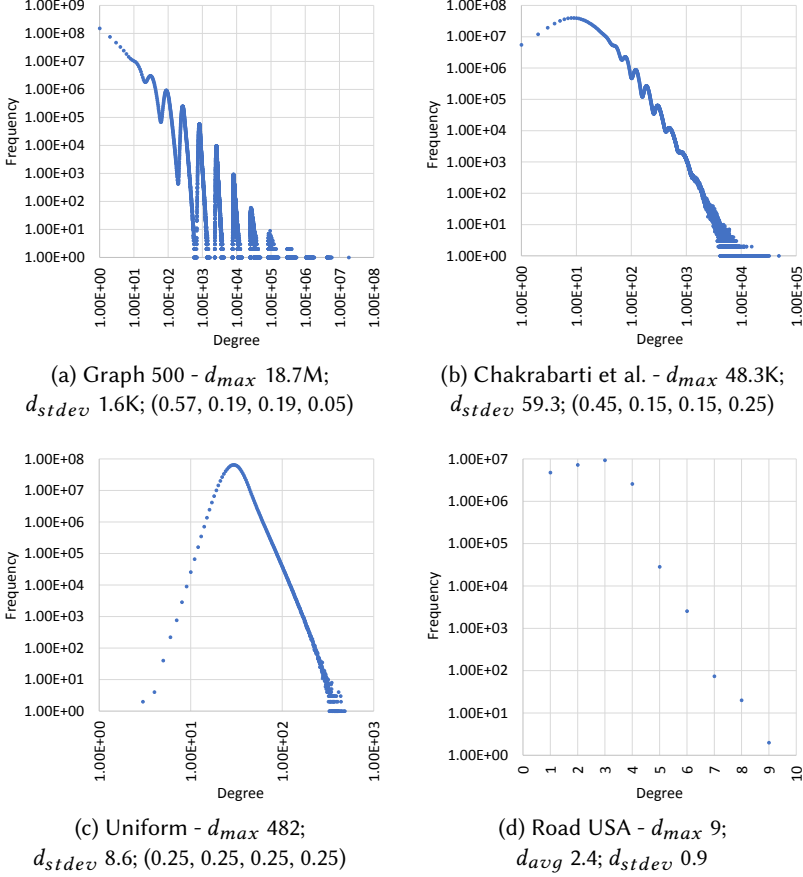 1.00E+09
1.00E+08
1.00E+07
1.00E+06
1.00E+05
1.00E+04
1.00E+03
1.00E+02
1.00E+01
1.00E+00
Frequency
1.00E+00
1.00E+01
1.00E+02
1.00E+03
1.00E+04
1.00E+05
1.00E+06
1.00E+07
1.00E+08
Degree
(a) Graph 500 - d_max 18.7M;
d_stdev 1.6K; (0.57, 0.19, 0.19, 0.05)
1.00E+08
1.00E+07
1.00E+06
1.00E+05
1.00E+04
1.00E+03
1.00E+02
1.00E+01
1.00E+00
Frequency
1.00E+00
1.00E+01
1.00E+02
1.00E+03
1.00E+04
1.00E+05
Degree
(b) Chakrabarti et al. - d_max 48.3K;
d_stdev 59.3; (0.45, 0.15, 0.15, 0.25)
1.00E+08
1.00E+07
1.00E+06
1.00E+05
1.00E+04
1.00E+03
1.00E+02
1.00E+01
1.00E+00
Frequency
1.00E+00
1.00E+01
1.00E+02
1.00E+03
Degree
(c) Uniform - d_max 482;
d_stdev 8.6; (0.25, 0.25, 0.25, 0.25)
1.00E+07
1.00E+06
1.00E+05
1.00E+04
1.00E+03
1.00E+02
1.00E+01
1.00E+00
Frequency
0
1
2
3
4
5
6
7
8
9
10
Degree
(d) Road USA - d_max 9;
d_avg 2.4; d_stdev 0.9